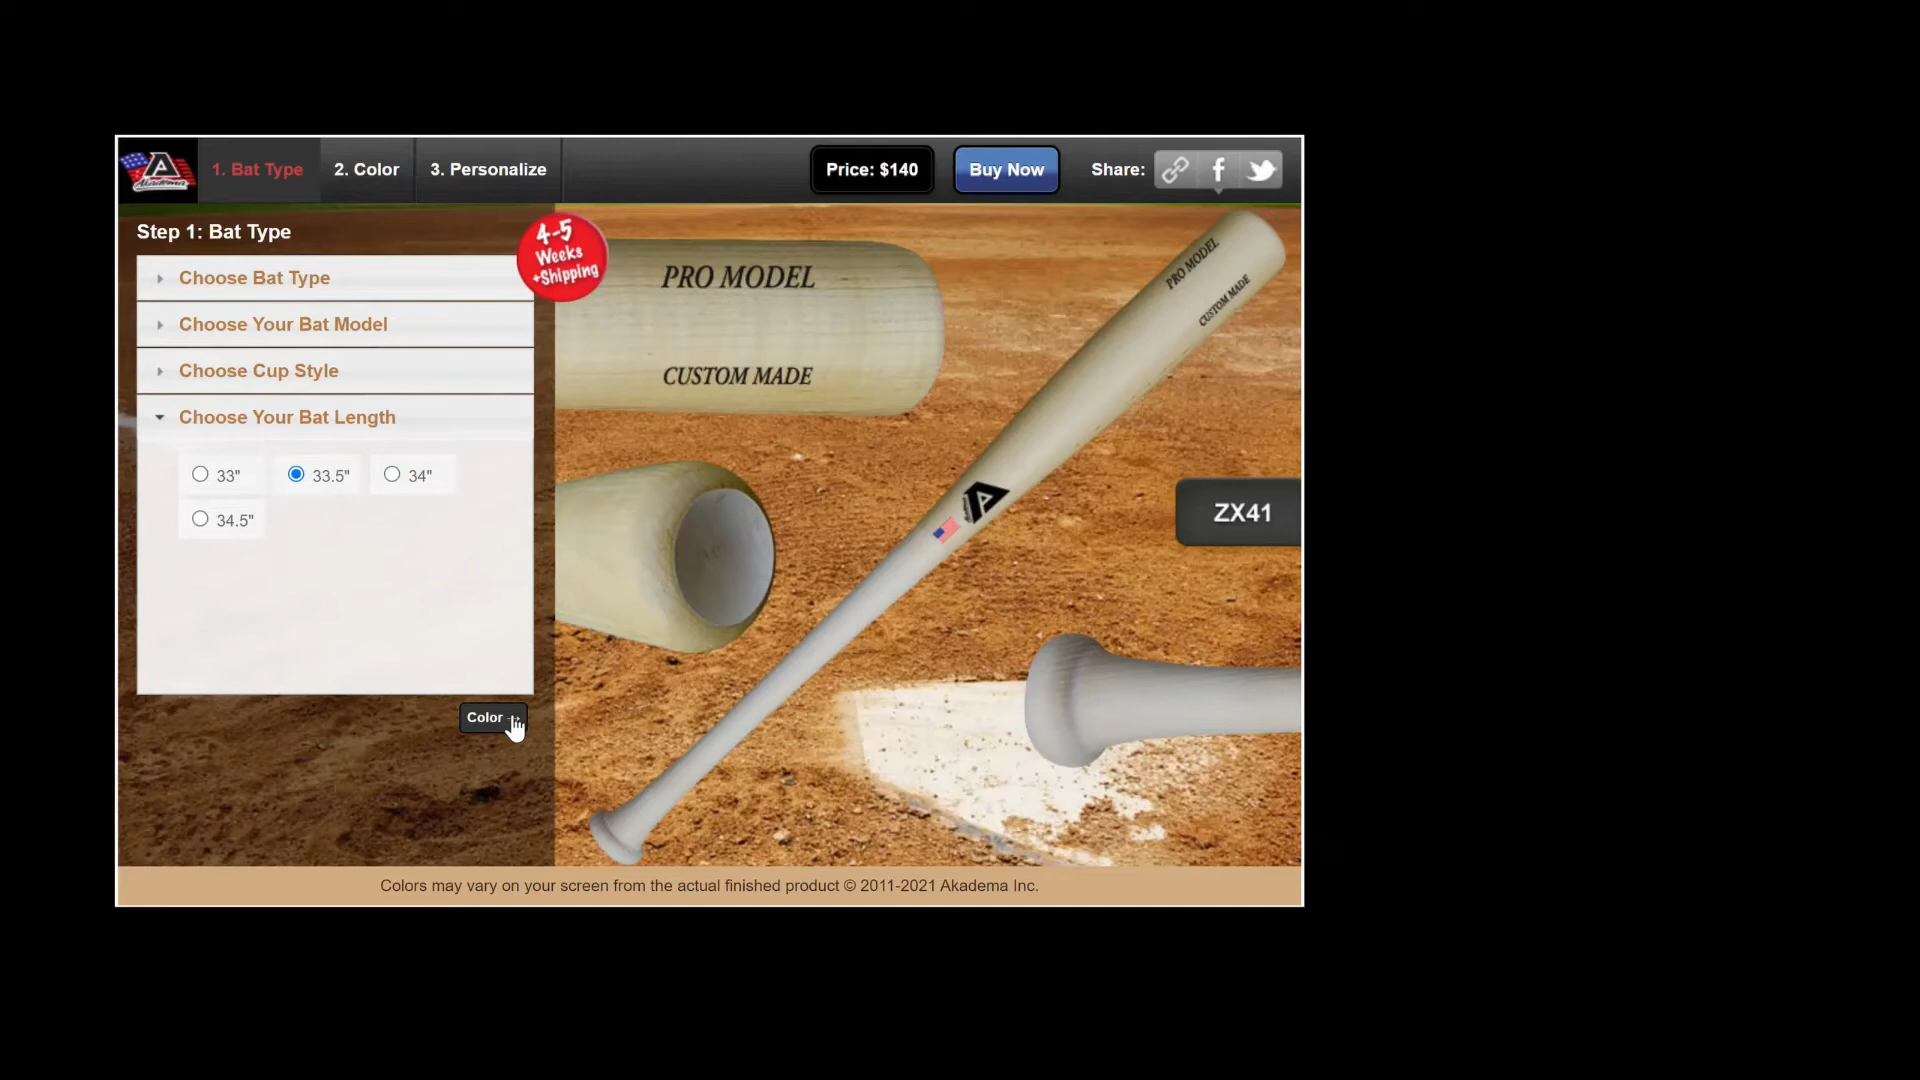 1. Bat Type
2. Color
3. Personalize
Price: $140
Buy Now
Share:
Akadema
Step 1: Bat Type
4-5
Weeks
+Shipping
Choose Bat Type
Choose Your Bat Model
Choose Cup Style
Choose Your Bat Length
33"
33.5"
34"
34.5"
Color
PRO MODEL
CUSTOM MADE
PRO MODEL
CUSTOM MADE
ZX41
Colors may vary on your screen from the actual finished product © 2011-2021 Akadema Inc.